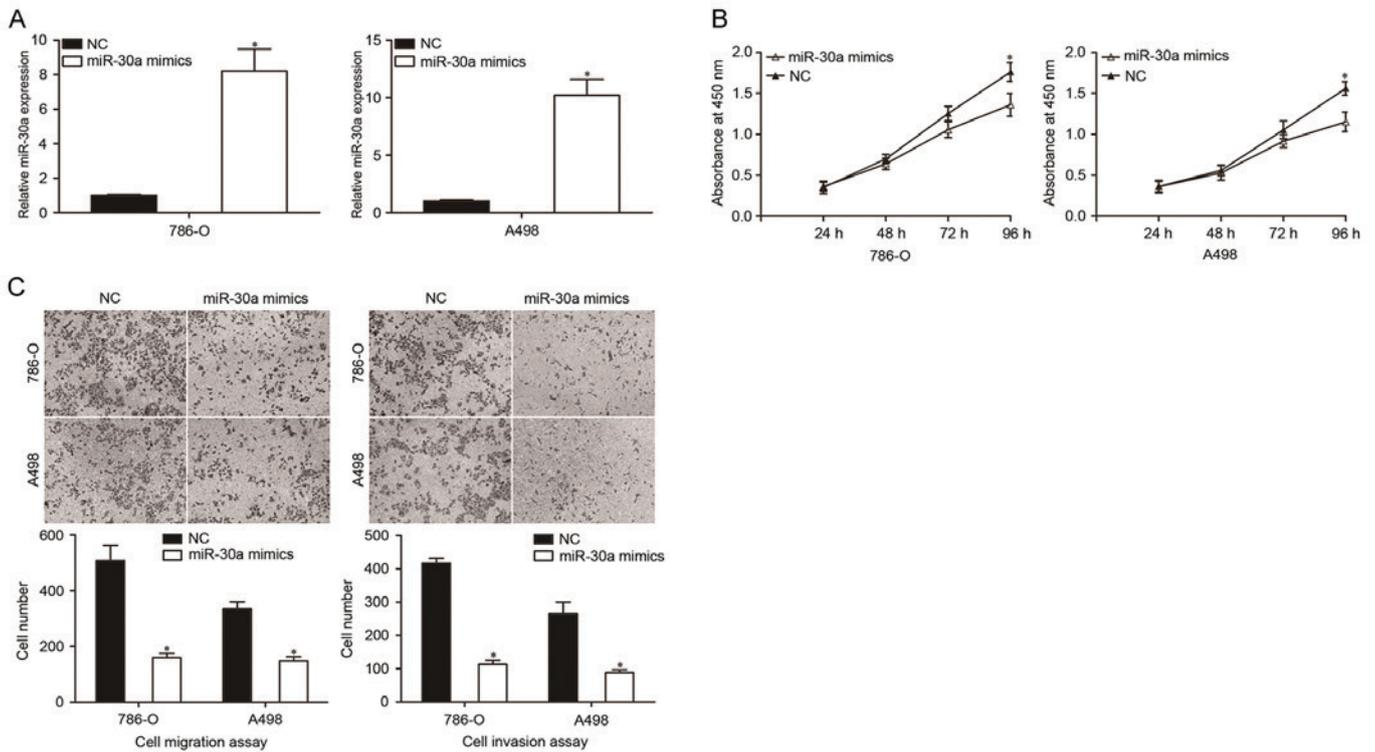 A
Relative miR-30a expression
10
8
6
4
2
0
NC
miR-30a mimics
*
786-O
Relative miR-30a expression
15
10
5
0
NC
miR-30a mimics
*
A498
B
Absorbance at 450 nm
2.0
1.5
1.0
0.5
0.0
miR-30a mimics
NC
*
24 h 48 h 72 h 96 h
786-O
Absorbance at 450 nm
2.0
1.5
1.0
0.5
0.0
miR-30a mimics
NC
*
24 h 48 h 72 h 96 h
A498
C
NC miR-30a mimics
786-O
A498
NC miR-30a mimics
786-O
A498
Cell number
600
400
200
0
NC
miR-30a mimics
* *
786-O A498
Cell migration assay
Cell number
500
400
300
200
100
0
NC
miR-30a mimics
* *
786-O A498
Cell invasion assay